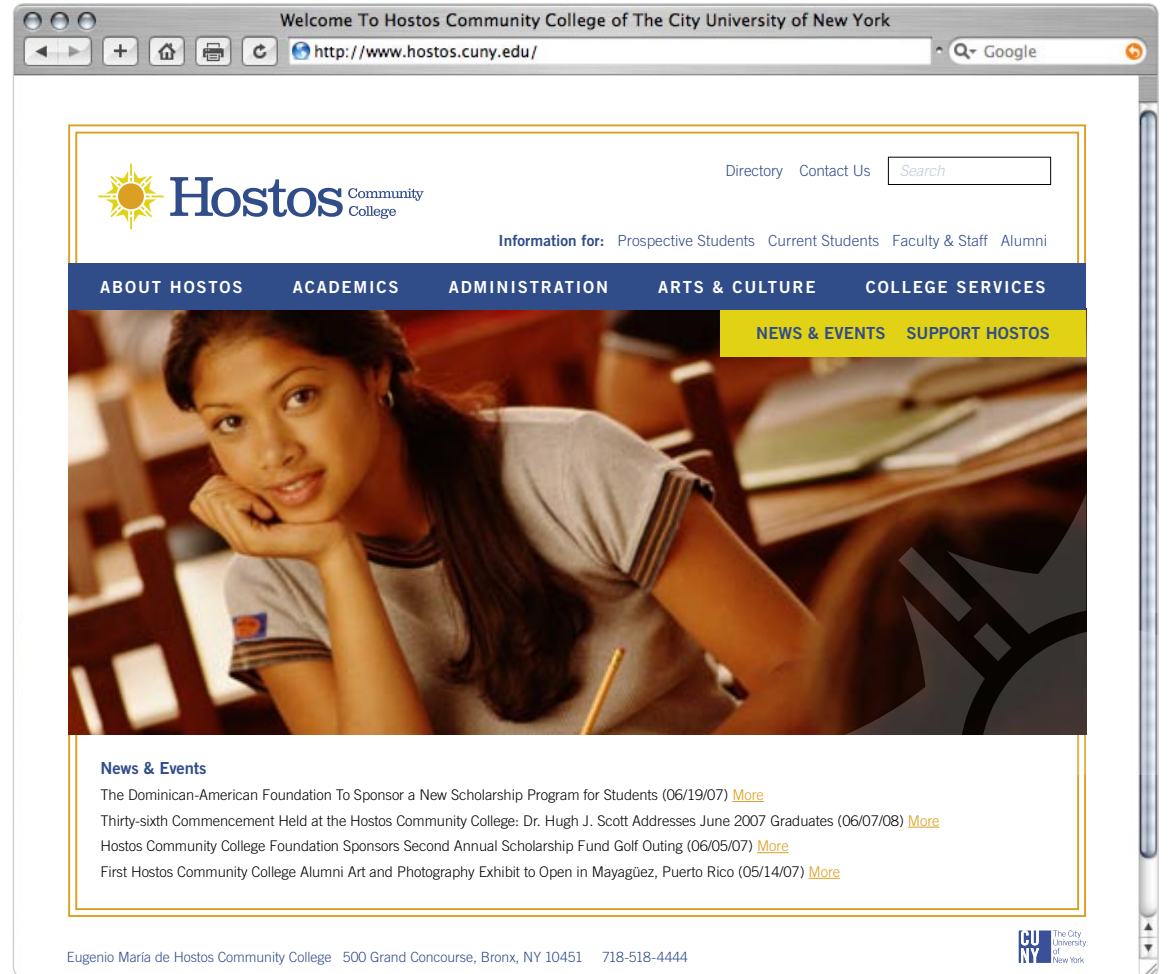 Welcome To Hostos Community College of The City University of New York
http://www.hostos.cuny.edu/
Google
Directory Contact Us Search
Hostos Community College
Information for: Prospective Students Current Students Faculty & Staff Alumni
ABOUT HOSTOS ACADEMICS ADMINISTRATION ARTS & CULTURE COLLEGE SERVICES
NEWS & EVENTS SUPPORT HOSTOS
News & Events
The Dominican-American Foundation To Sponsor a New Scholarship Program for Students (06/19/07) More
Thirty-sixth Commencement Held at the Hostos Community College: Dr. Hugh J. Scott Addresses June 2007 Graduates (06/07/08) More
Hostos Community College Foundation Sponsors Second Annual Scholarship Fund Golf Outing (06/05/07) More
First Hostos Community College Alumni Art and Photography Exhibit to Open in Mayagüez, Puerto Rico (05/14/07) More
Eugenio María de Hostos Community College 500 Grand Concourse, Bronx, NY 10451 718-518-4444
CU
NY
The City
University
of
New York